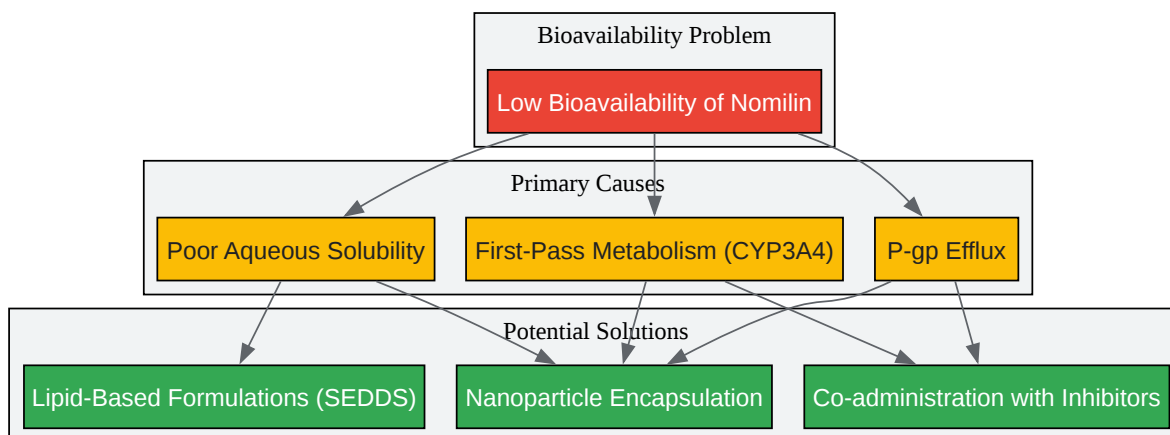 Bioavailability Problem
Low Bioavailability of Nomilin
Primary Causes
Poor Aqueous Solubility
First-Pass Metabolism (CYP3A4)
P-gp Efflux
Potential Solutions
Lipid-Based Formulations (SEDDS)
Nanoparticle Encapsulation
Co-administration with Inhibitors